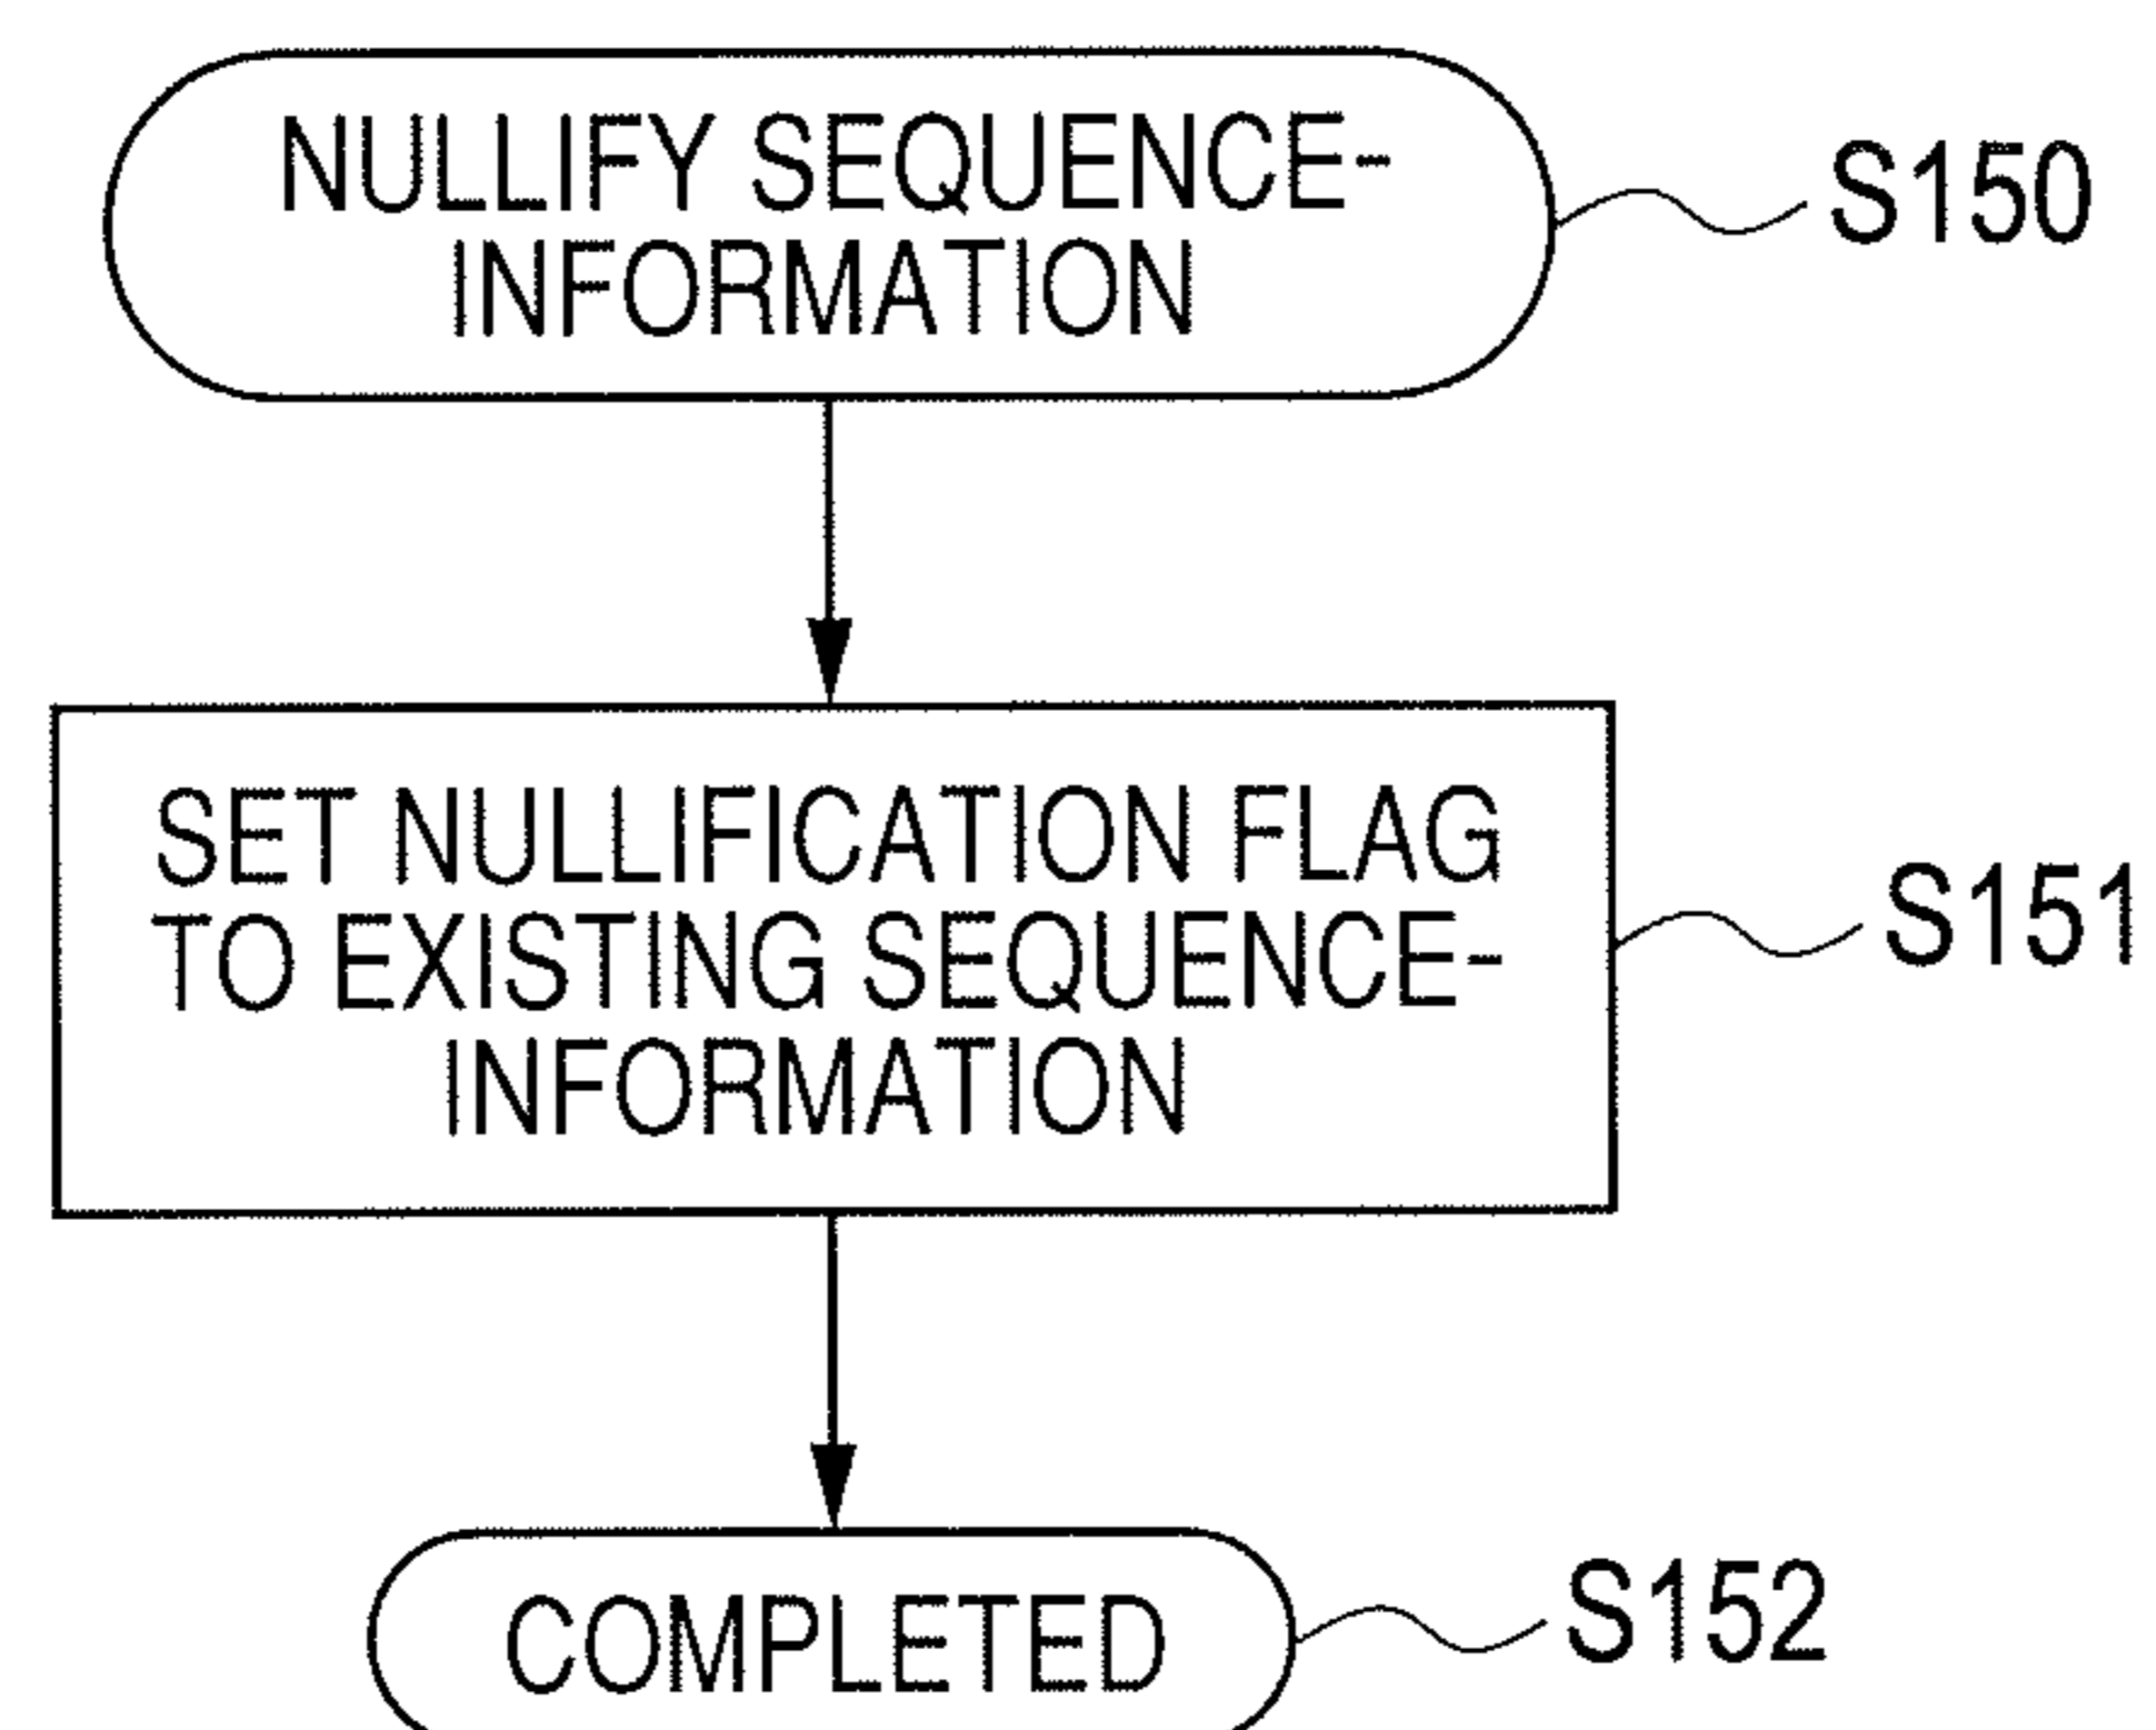 NULLIFY SEQUENCE-
INFORMATION
S150
SET NULLIFICATION FLAG
TO EXISTING SEQUENCE-
INFORMATION
S151
COMPLETED
S152